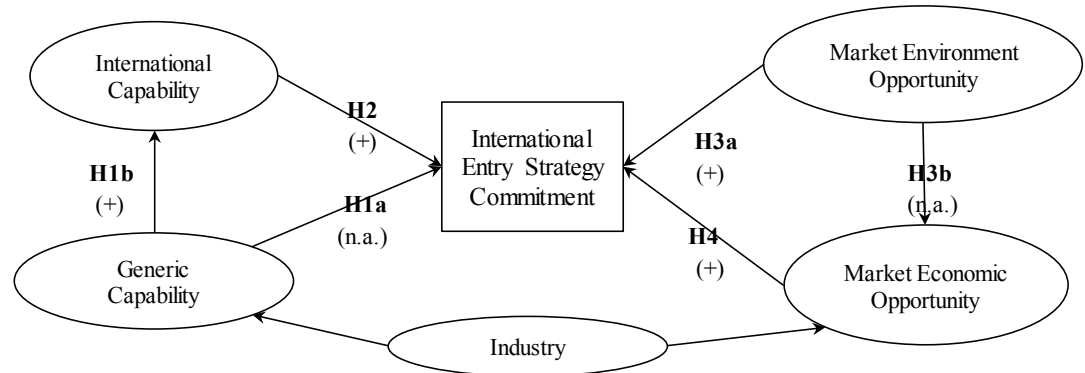 International
Capability
Market Environment
Opportunity
H2
(+)
International
Entry Strategy
Commitment
H3a
(+)
H1b
(+)
H3b
(n.a.)
H1a
(n.a.)
H4
(+)
Generic
Capability
Market Economic
Opportunity
Industry